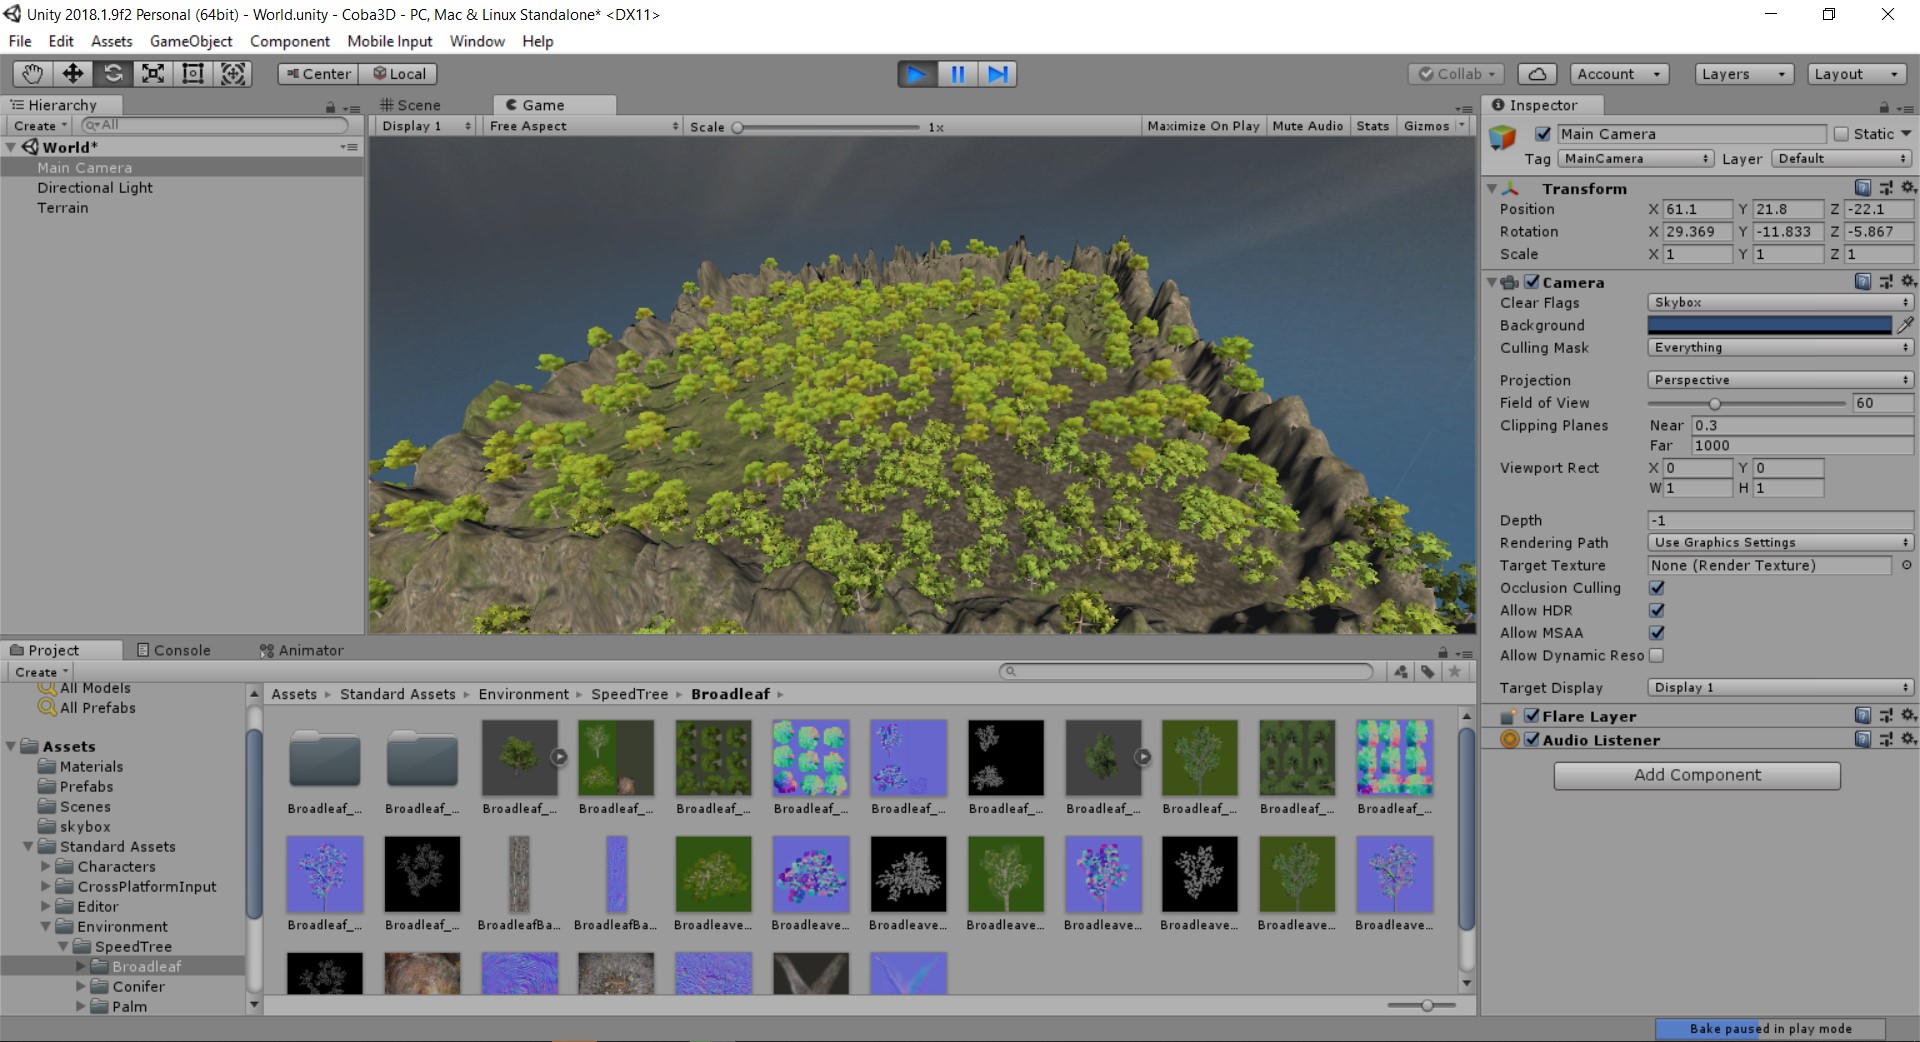 Unity 2018.1.9f2 Personal (64bit) - World.unity - Coba3D - PC, Mac & Linux Standalone* <DX11>
File Edit Assets GameObject Component Mobile Input Window Help
Center Local Collab Account Layers Layout
Hierarchy
Create All
World*
Main Camera
Directional Light
Terrain
Scene Game
Display 1 Free Aspect Scale 1x Maximize On Play Mute Audio Stats Gizmos
Inspector
Main Camera Static
Tag MainCamera Layer Default
Transform
Position X 61.1 Y 21.8 Z -22.1
Rotation X 29.369 Y -11.833 Z -5.867
Scale X 1 Y 1 Z 1
Camera
Clear Flags Skybox
Background
Culling Mask Everything
Projection Perspective
Field of View 60
Clipping Planes Near 0.3
Far 1000
Viewport Rect X 0 Y 0
W 1 H 1
Depth -1
Rendering Path Use Graphics Settings
Target Texture None (Render Texture)
Occlusion Culling
Allow HDR
Allow MSAA
Allow Dynamic Reso
Target Display Display 1
Flare Layer
Audio Listener
Add Component
Project Console Animator
Create
All Models
All Prefabs
Assets
Materials
Prefabs
Scenes
skybox
Standard Assets
Characters
CrossPlatformInput
Editor
Environment
SpeedTree
Broadleaf
Conifer
Palm
Assets Standard Assets Environment SpeedTree Broadleaf
Broadleaf_... Broadleaf_... Broadleaf_... Broadleaf_... Broadleaf_... Broadleaf_... Broadleaf_... Broadleaf_... Broadleaf_... Broadleaf_... Broadleaf_... Broadleaf_...
Broadleaf_... Broadleaf_... BroadleafBa... BroadleafBa... Broadleave... Broadleave... Broadleave... Broadleave... Broadleave... Broadleave... Broadleave... Broadleave...
Bake paused in play mode